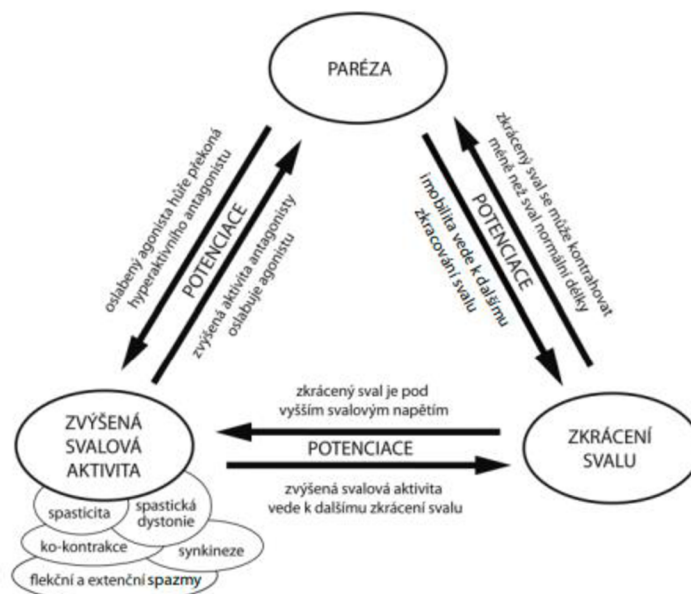 PARÉZA
oslabený agonista hůře překoná
hyperaktivního antagonistu
POTENCIACE
zvýšená aktivita antagonisty
oslabuje agonistu
zkrácený sval se může kontrahovat
méně než sval normální délky
POTENCIACE
imobilita vede k dalšímu
zkracování svalu
ZVÝŠENÁ
SVALOVÁ
AKTIVITA
zkrácený sval je pod
vyšším svalovým napětím
POTENCIACE
zvýšená svalová aktivita
vede k dalšímu zkrácení svalu
ZKRÁCENÍ
SVALU
spasticita
spastická
dystonie
ko-kontrakce
synkineze
flekční a extenční spazmy